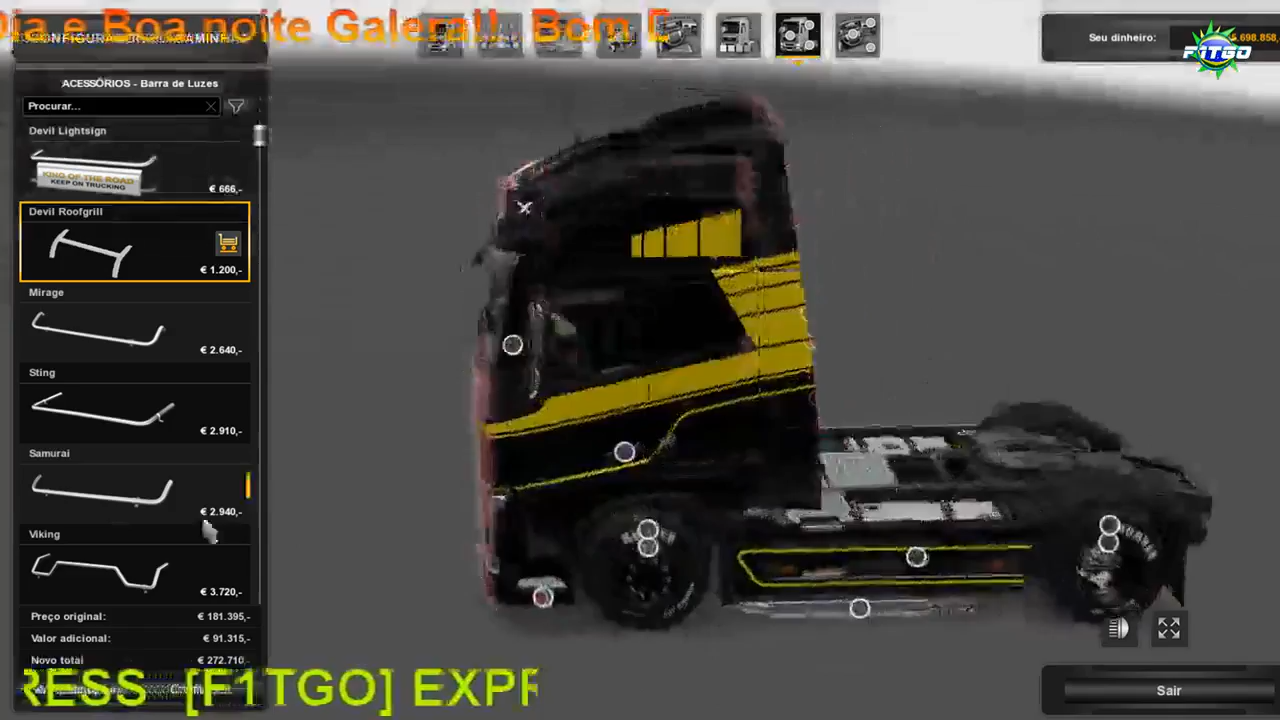 Dia e Boa noite Galera!!. Bom D
Seu dinheiro:
698.858,-
F1TGO
ACESSÓRIOS - Barra de Luzes
Procurar...
Devil Lightsign
KING OF THE ROAD
KEEP ON TRUCKING
€ 666,-
Devil Roofgrill
€ 1.200,-
Mirage
€ 2.640,-
Sting
€ 2.910,-
Samurai
€ 2.940,-
Viking
€ 3.720,-
Preço original: € 181.395,-
Valor adicional: € 91.315,-
Novo total € 272.710,-
RESS [F1TGO] EXPR
Sair